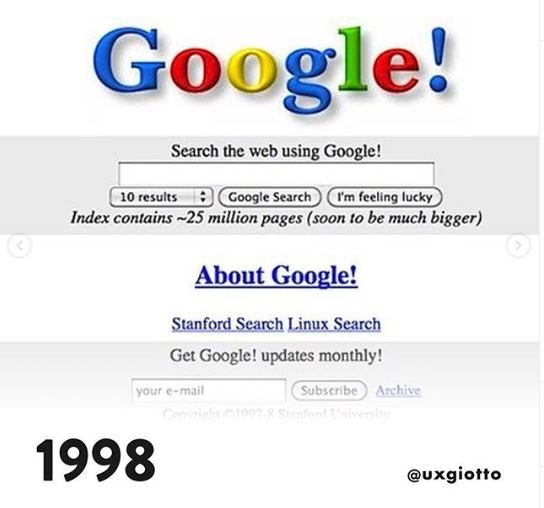 Google!
Search the web using Google!
10 results Google Search I'm feeling lucky
Index contains ~25 million pages (soon to be much bigger)
About Google!
Stanford Search Linux Search
Get Google! updates monthly!
your e-mail Subscribe Archive
Copyright ©1997-8 Stanford University
1998
@uxgiotto